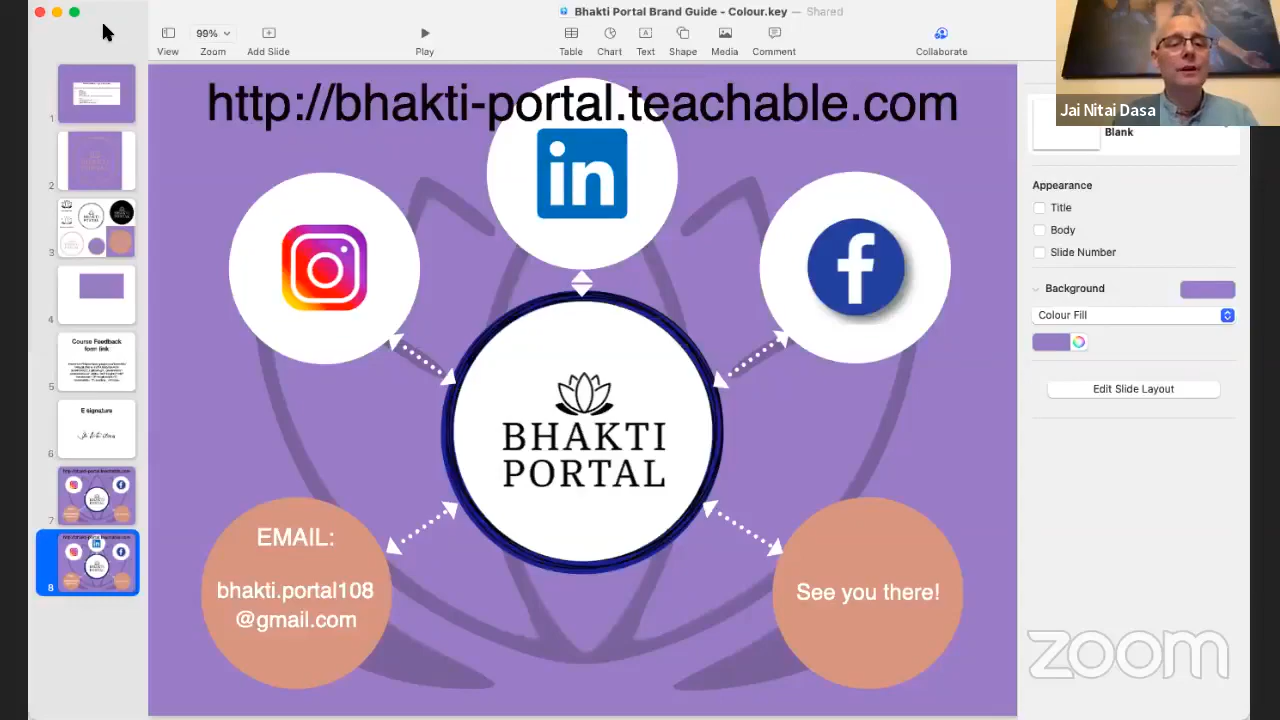 Bhakti Portal Brand Guide - Colour.key — Shared
99%
View
Zoom
Add Slide
Play
Table
Chart
Text
Shape
Media
Comment
Collaborate
Jai Nitai Dasa
Blank
Appearance
Title
Body
Slide Number
Background
Colour Fill
Edit Slide Layout
1
2
3
BHAKTI
PORTAL
4
Course Feedback
form link
5
E signature
6
7
8
http://bhakti-portal.teachable.com
in
f
BHAKTI
PORTAL
EMAIL:
bhakti.portal108
@gmail.com
See you there!
zoom